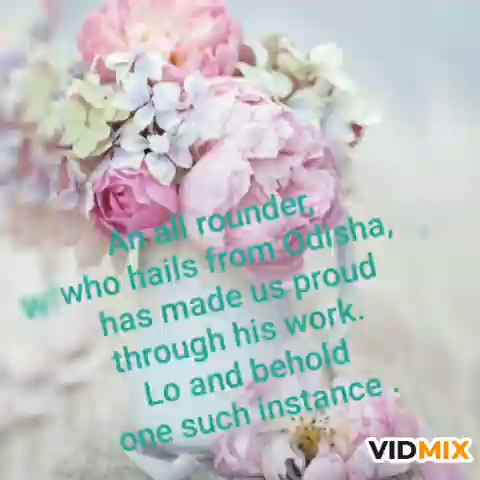 An all rounder,
who hails from Odisha,
has made us proud
through his work.
Lo and behold
one such instance .
VIDMIX